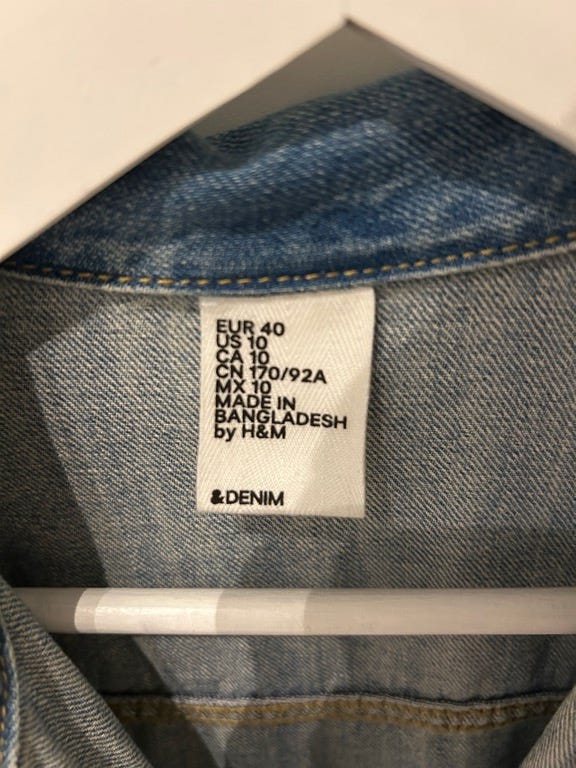 EUR 40
US 10
CA 10
CN 170/92A
MX 10
MADE IN
BANGLADESH
by H&M
&DENIM